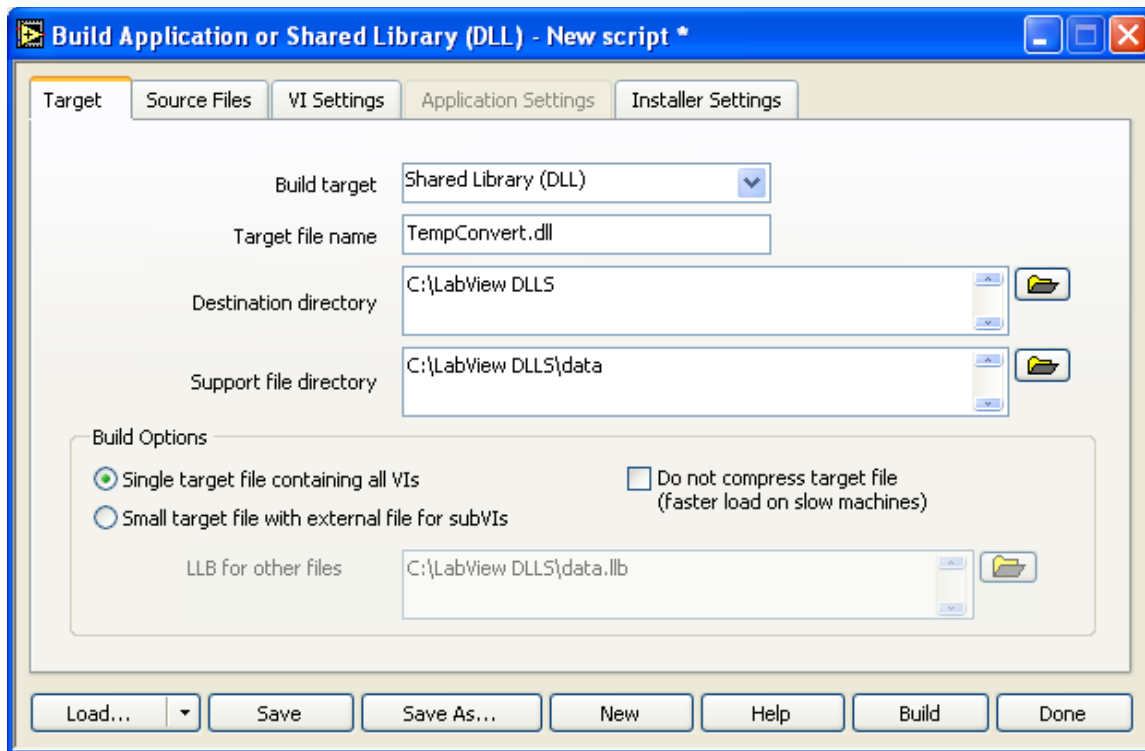 Build Application or Shared Library (DLL) - New script *
Target Source Files VI Settings Application Settings Installer Settings
Build target Shared Library (DLL)
Target file name TempConvert.dll
Destination directory C:\LabView DLLS
Support file directory C:\LabView DLLS\data
Build Options
Single target file containing all VIs Do not compress target file
(faster load on slow machines)
Small target file with external file for subVIs
LLB for other files C:\LabView DLLS\data.llb
Load... Save Save As... New Help Build Done